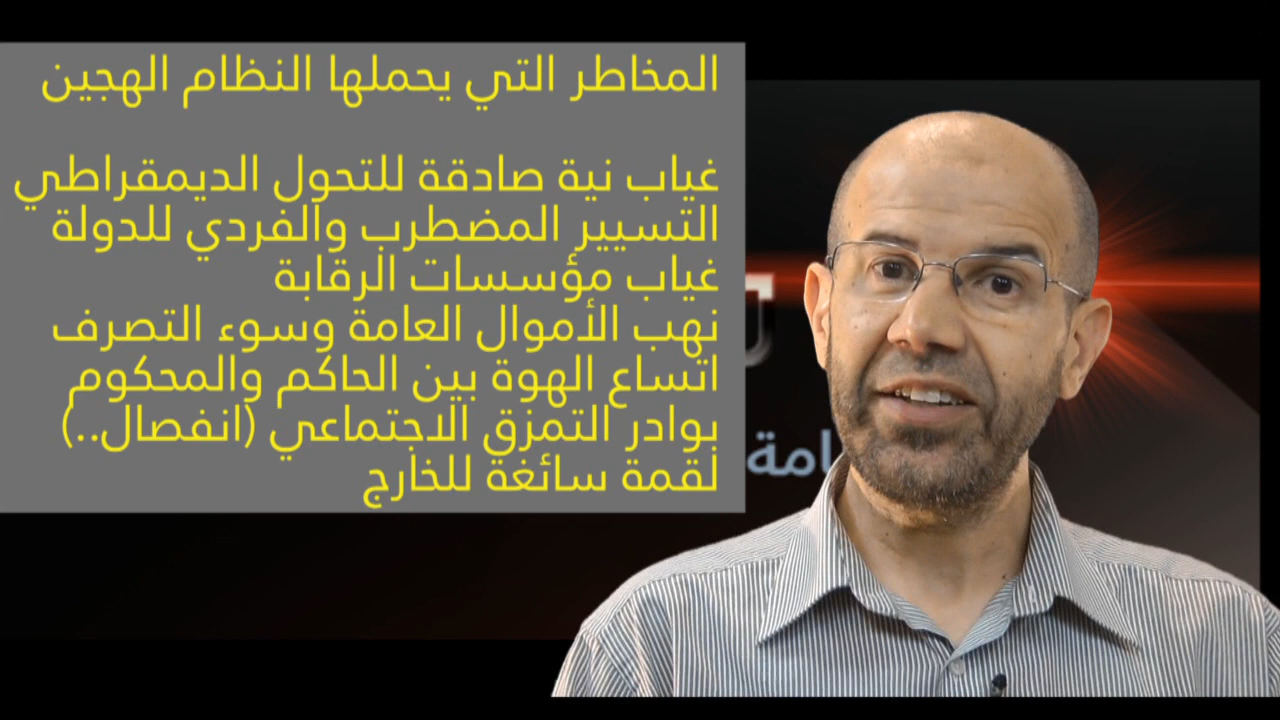 المخاطر التي يحملها النظام الهجين
غياب نية صادقة للتحول الديمقراطي
التسيير المضطرب والفردي للدولة
غياب مؤسسات الرقابة
نهب الأموال العامة وسوء التصرف
اتساع الهوة بين الحاكم والمحكوم
بوادر التمزق الاجتماعي (انفصال..)
لقمة سائغة للخارج